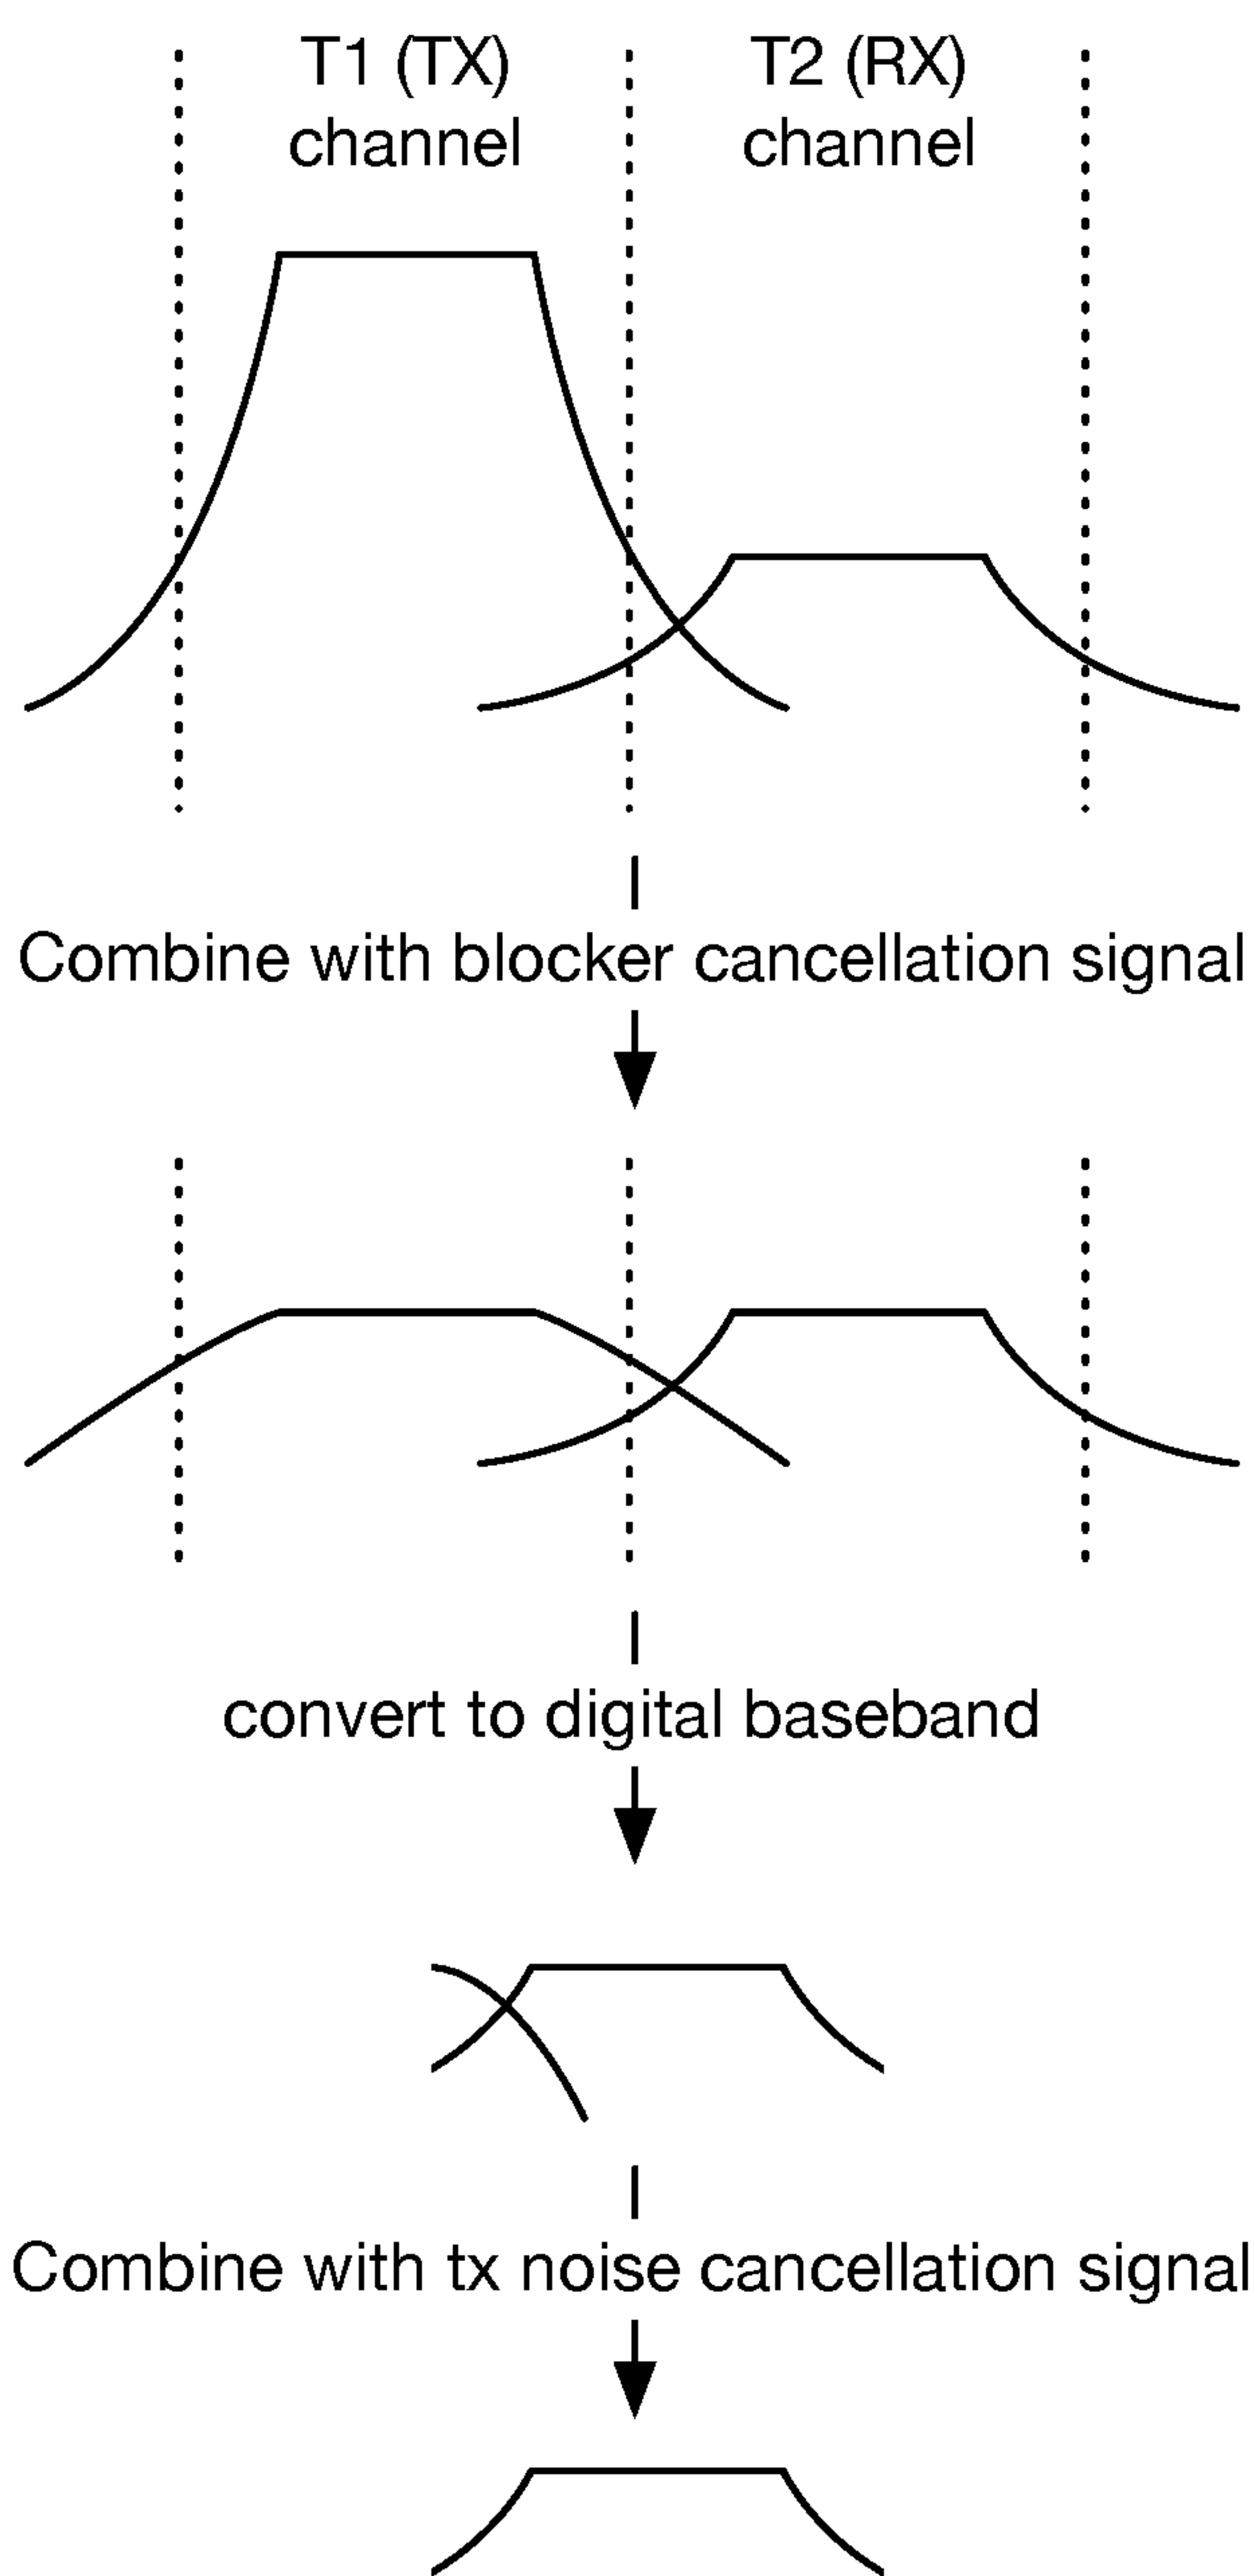 T1 (TX)
channel
T2 (RX)
channel
Combine with blocker cancellation signal
convert to digital baseband
Combine with tx noise cancellation signal